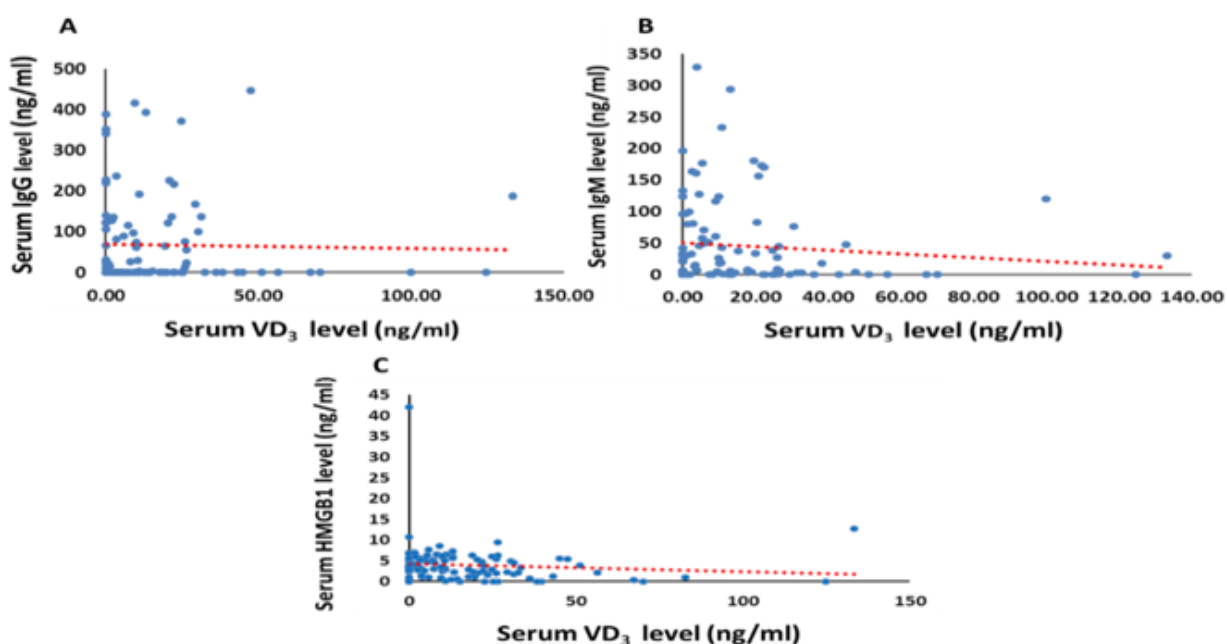 A
Serum IgG level (ng/ml)
500
400
300
200
100
0
0.00 50.00 100.00 150.00
Serum VD₃ level (ng/ml)
B
Serum IgM level (ng/ml)
350
300
250
200
150
100
50
0
0.00 20.00 40.00 60.00 80.00 100.00 120.00 140.00
Serum VD₃ level (ng/ml)
C
Serum HMGB1 level (ng/ml)
45
40
35
30
25
20
15
10
5
0
0 50 100 150
Serum VD₃ level (ng/ml)